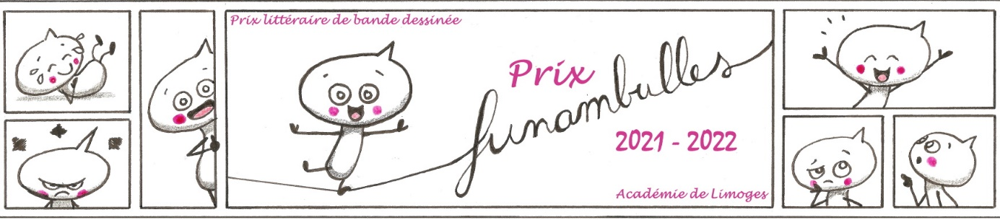 Prix littéraire de bande dessinée
Prix
funambulles
2021 - 2022
Académie de Limoges